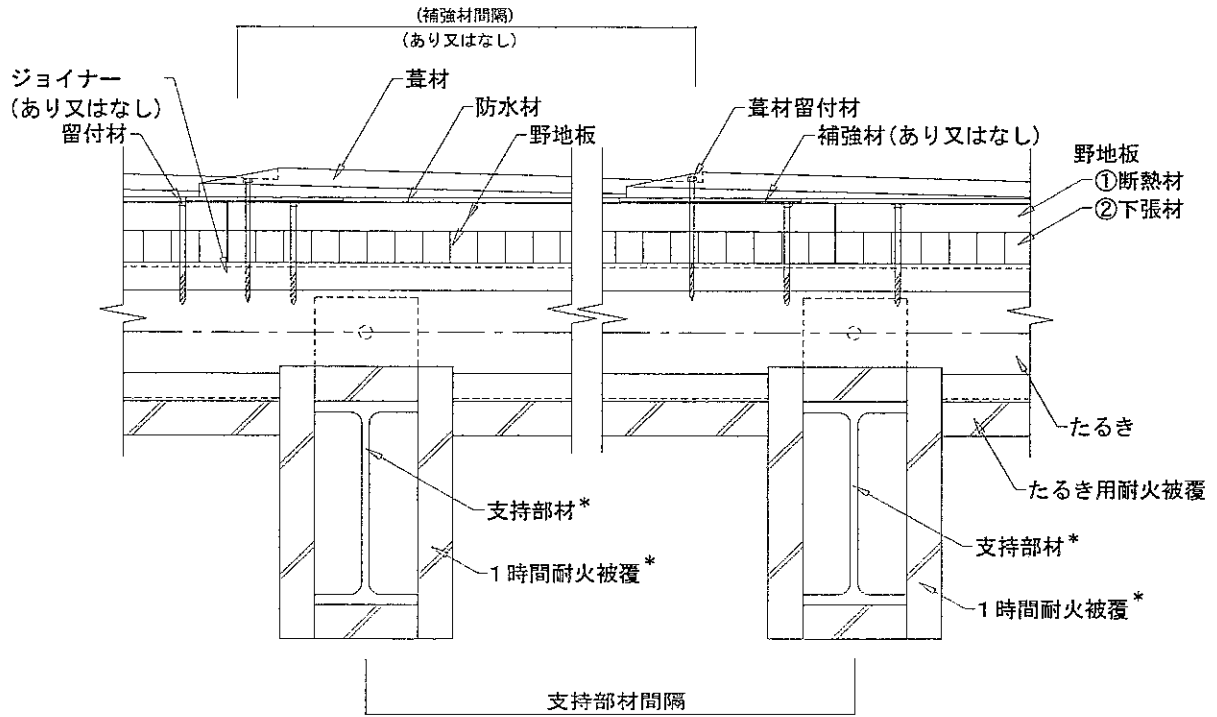 (補強材間隔)
(あり又はなし)
ジョイナー
(あり又はなし)
留付材
葺材
防水材
野地板
葺材留付材
補強材(あり又はなし)
野地板
①断熱材
②下張材
たるき
たるき用耐火被覆
支持部材*
1時間耐火被覆*
支持部材*
1時間耐火被覆*
支持部材間隔